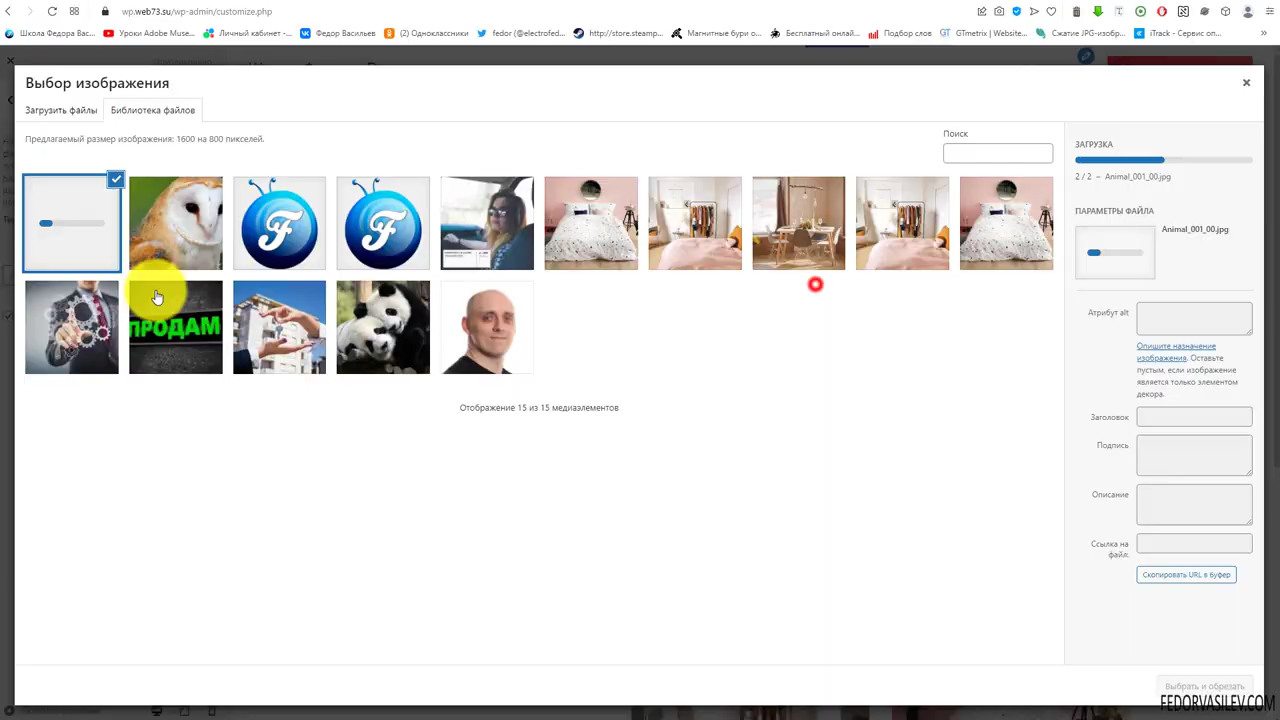 wp.web73.su/wp-admin/customize.php
Школа Федора Вас...
Уроки Adobe Muse...
Личный кабинет -...
Федор Васильев
(2) Одноклассники
fedor (@electrofed...
http://store.steamp...
Магнитные бури о...
Бесплатный онлай...
Подбор слов
GTmetrix | Website...
Сжатие JPG-изобр...
iTrack - Сервис оп...
»
Выбор изображения
Загрузить файлы
Библиотека файлов
Предлагаемый размер изображения: 1600 на 800 пикселей.
Поиск
ПРОДАМ
Отображение 15 из 15 медиаэлементов
ЗАГРУЗКА
2 / 2 – Animal_001_00.jpg
ПАРАМЕТРЫ ФАЙЛА
Animal_001_00.jpg
Атрибут alt
Опишите назначение
изображения. Оставьте
пустым, если изображение
является только элементом
декора.
Заголовок
Подпись
Описание
Ссылка на
файл:
Скопировать URL в буфер
Выбрать и обрезать
FEDORVASILEV.COM